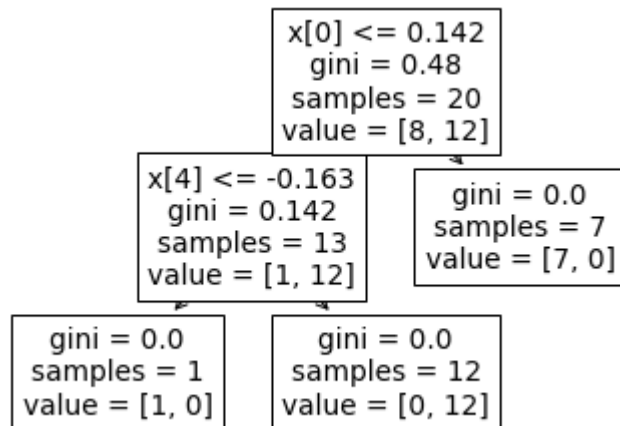 x[0] <= 0.142
gini = 0.48
samples = 20
value = [8, 12]
x[4] <= -0.163
gini = 0.142
samples = 13
value = [1, 12]
gini = 0.0
samples = 7
value = [7, 0]
gini = 0.0
samples = 1
value = [1, 0]
gini = 0.0
samples = 12
value = [0, 12]